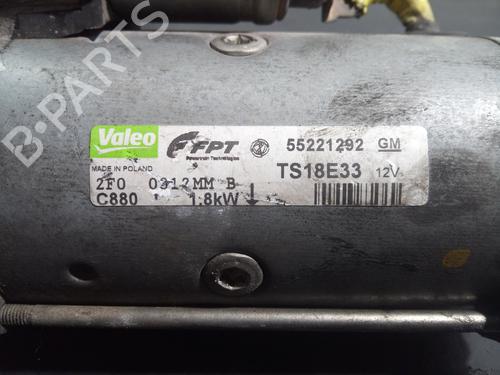 B-PARTS
Valeo
MADE IN POLAND
FPT
Powertrain Technologies
55221292 GM
TS18E33 12V
2F0 0312MM B
C880 1.8kW